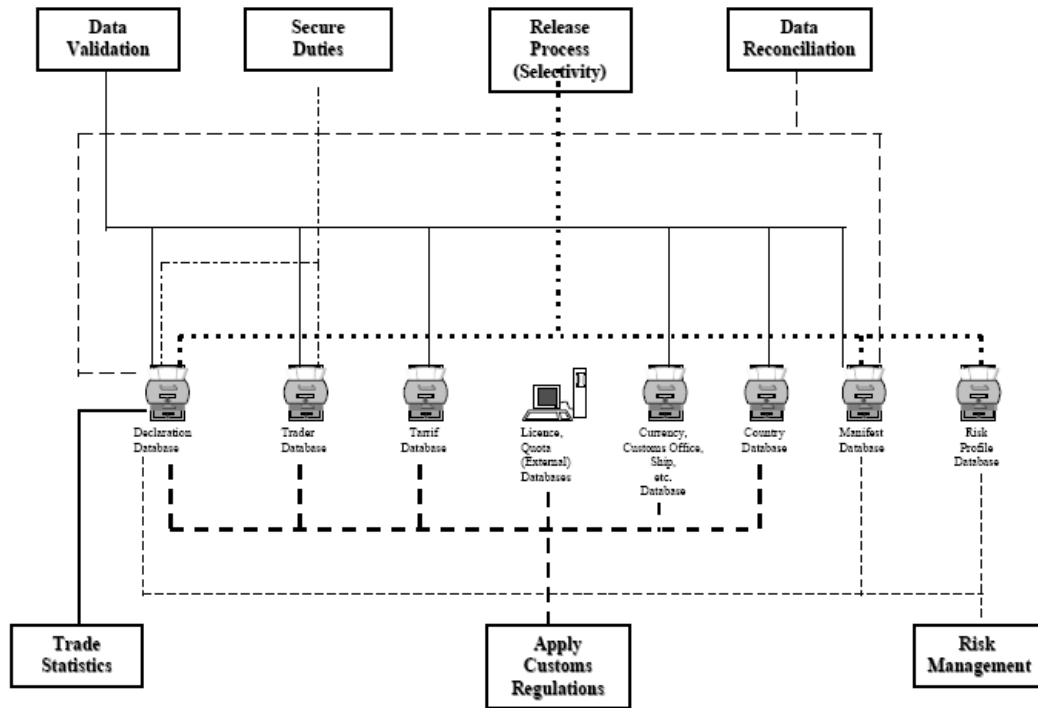 Data
Validation
Secure
Duties
Release
Process
(Selectivity)
Data
Reconciliation
Declaration
Database
Trader
Database
Tarrif
Database
Licence,
Quota
(External)
Databases
Currency,
Customs Office,
Ship,
etc.
Database
Country
Database
Manifest
Database
Risk
Profile
Database
Trade
Statistics
Apply
Customs
Regulations
Risk
Management